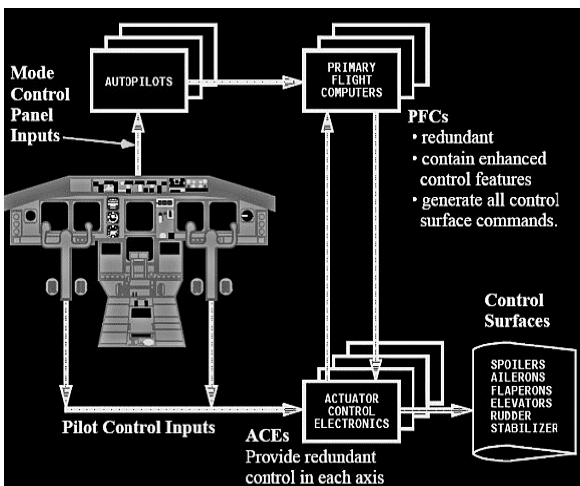 AUTOPILOTS
PRIMARY
FLIGHT
COMPUTERS
Mode
Control
Panel
Inputs
PFCs
• redundant
• contain enhanced
control features
• generate all control
surface commands.
Control
Surfaces
SPOILERS
AILERONS
FLAPERONS
ELEVATORS
RUDDER
STABILIZER
ACTUATOR
CONTROL
ELECTRONICS
Pilot Control Inputs
ACEs
Provide redundant
control in each axis